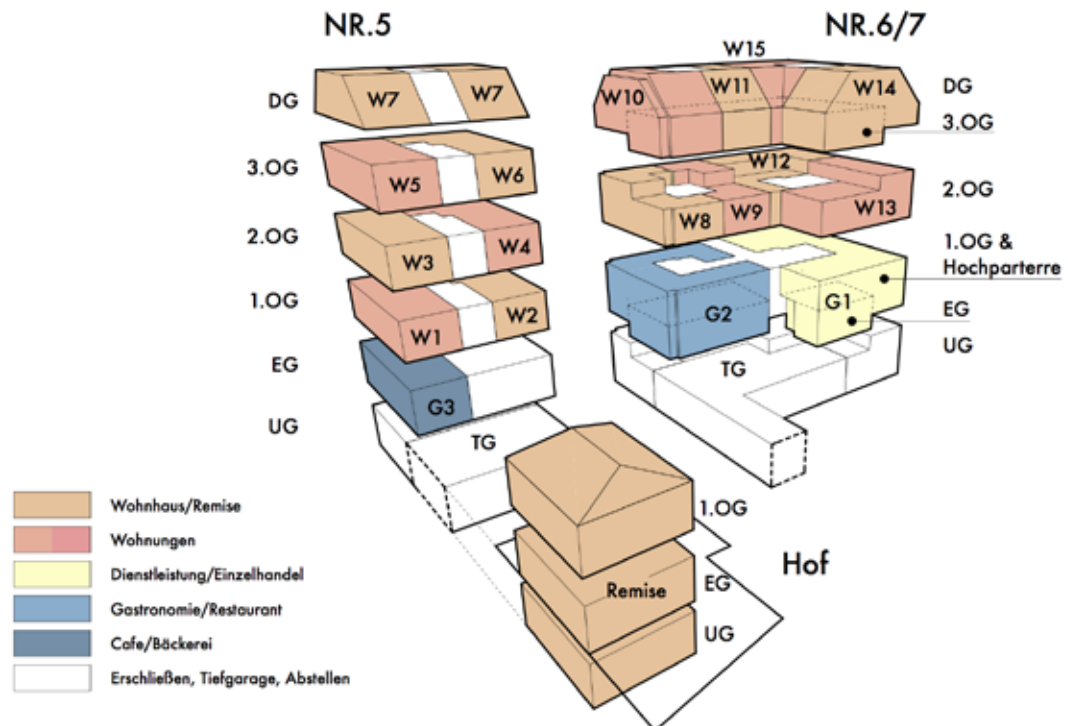 NR.5
DG
W7
W7
3.OG
W5
W6
2.OG
W3
W4
1.OG
W1
W2
EG
G3
UG
TG
NR.6/7
W15
W10
W11
W14
DG
3.OG
W12
2.OG
W8
W9
W13
1.OG &
Hochparterre
G2
G1
EG
UG
TG
1.OG
Remise
EG
UG
Hof
Wohnhaus/Remise
Wohnungen
Dienstleistung/Einzelhandel
Gastronomie/Restaurant
Cafe/Bäckerei
Erschließen, Tiefgarage, Abstellen